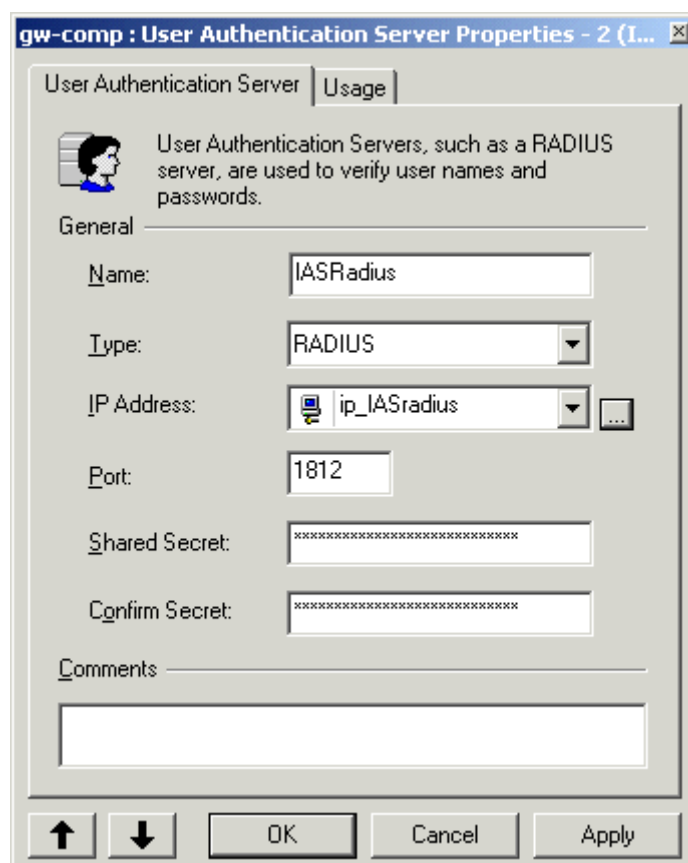 gw-comp : User Authentication Server Properties - 2 (I...
User Authentication Server
Usage
User Authentication Servers, such as a RADIUS
server, are used to verify user names and
passwords.
General
Name:
IASRadius
Type:
RADIUS
IP Address:
ip_IASradius
...
Port:
1812
Shared Secret:
****************************
Confirm Secret:
****************************
Comments
OK
Cancel
Apply